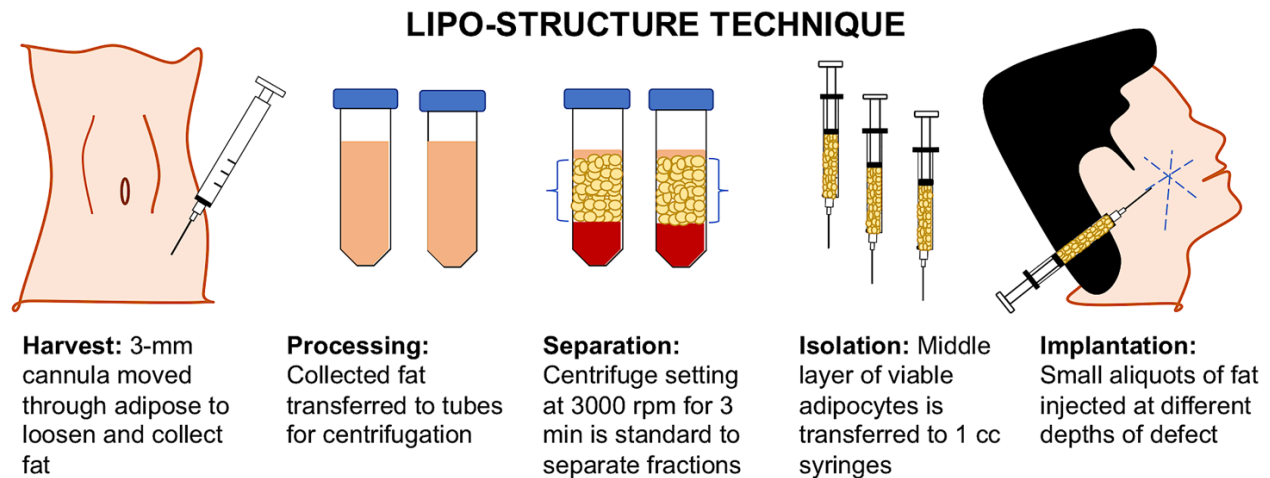 LIPO-STRUCTURE TECHNIQUE
Harvest: 3-mm
cannula moved
through adipose to
loosen and collect
fat
Processing:
Collected fat
transferred to tubes
for centrifugation
Separation:
Centrifuge setting
at 3000 rpm for 3
min is standard to
separate fractions
Isolation: Middle
layer of viable
adipocytes is
transferred to 1 cc
syringes
Implantation:
Small aliquots of fat
injected at different
depths of defect